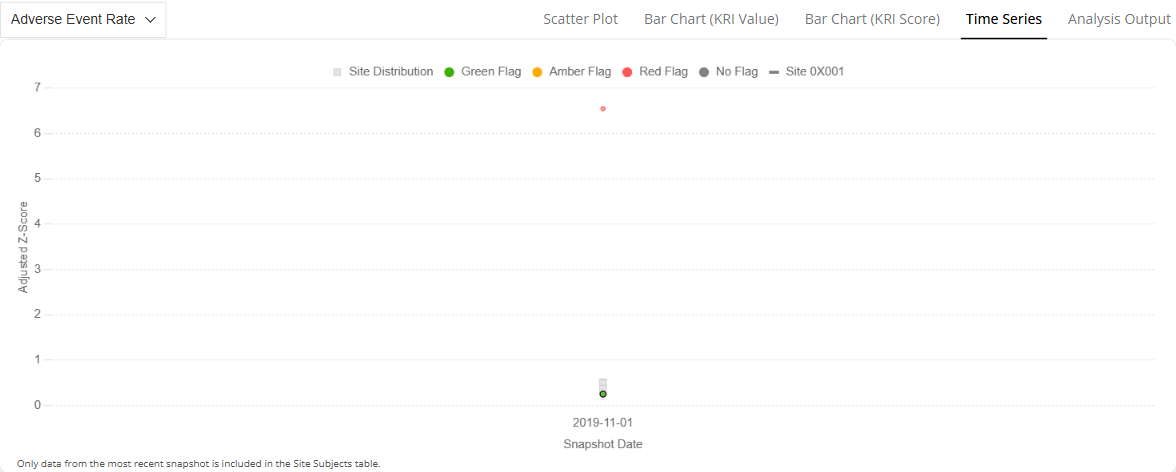 Adverse Event Rate
Scatter Plot Bar Chart (KRI Value) Bar Chart (KRI Score) Time Series Analysis Output
Site Distribution Green Flag Amber Flag Red Flag No Flag Site 0X001
7
6
5
4
3
2
1
0
Adjusted Z-Score
2019-11-01
Snapshot Date
Only data from the most recent snapshot is included in the Site Subjects table.